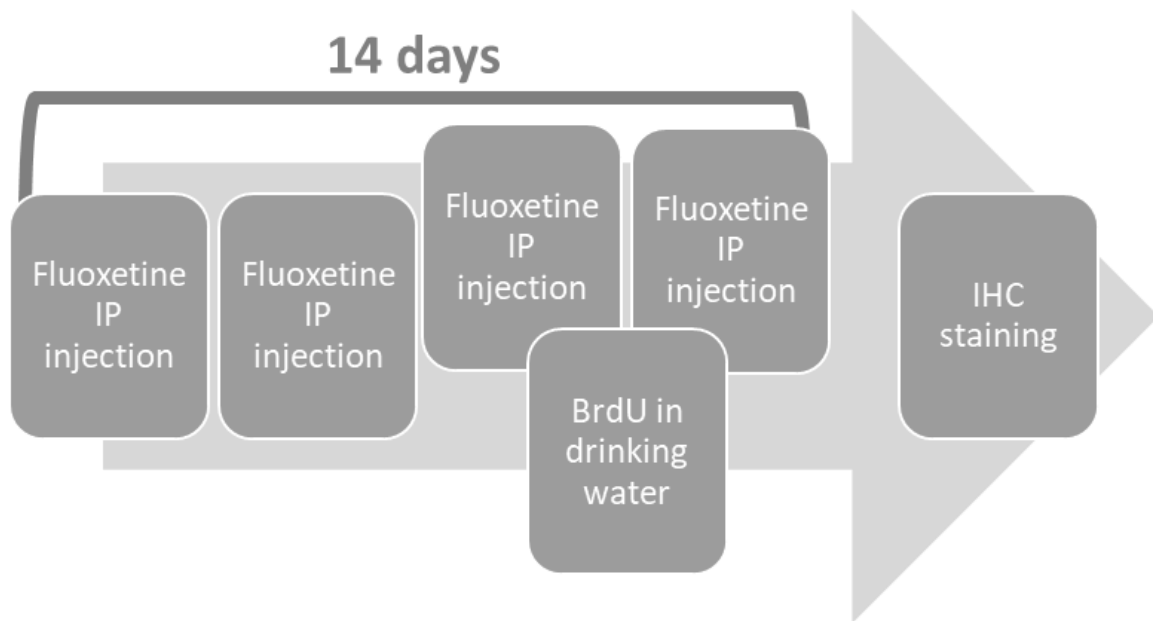 14 days
Fluoxetine
IP
injection
Fluoxetine
IP
injection
Fluoxetine
IP
injection
Fluoxetine
IP
injection
BrdU in
drinking
water
IHC
staining